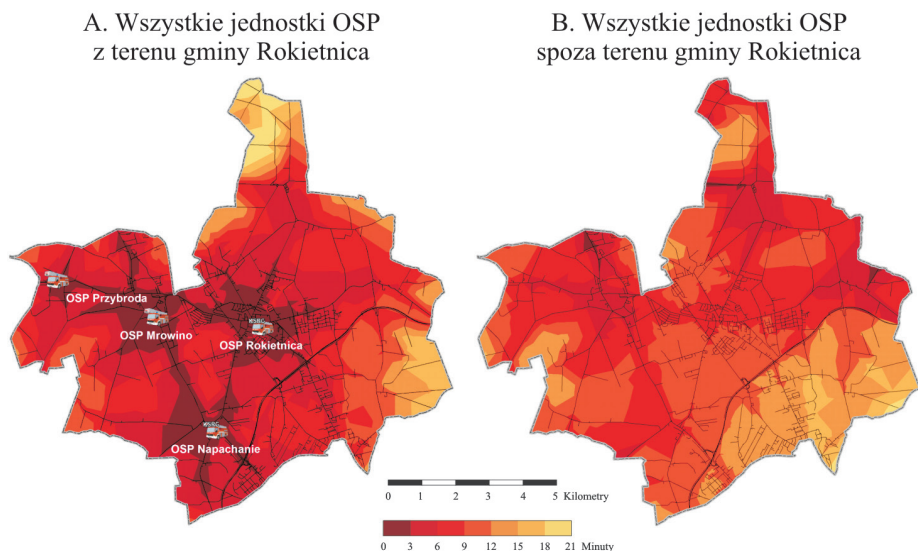 A. Wszystkie jednostki OSP
z terenu gminy Rokietnica
B. Wszystkie jednostki OSP
spoza terenu gminy Rokietnica
OSP Przybroda
OSP Mrowino
OSP Rokietnica
OSP Napachanie
0 1 2 3 4 5 Kilometry
0 3 6 9 12 15 18 21 Minuty